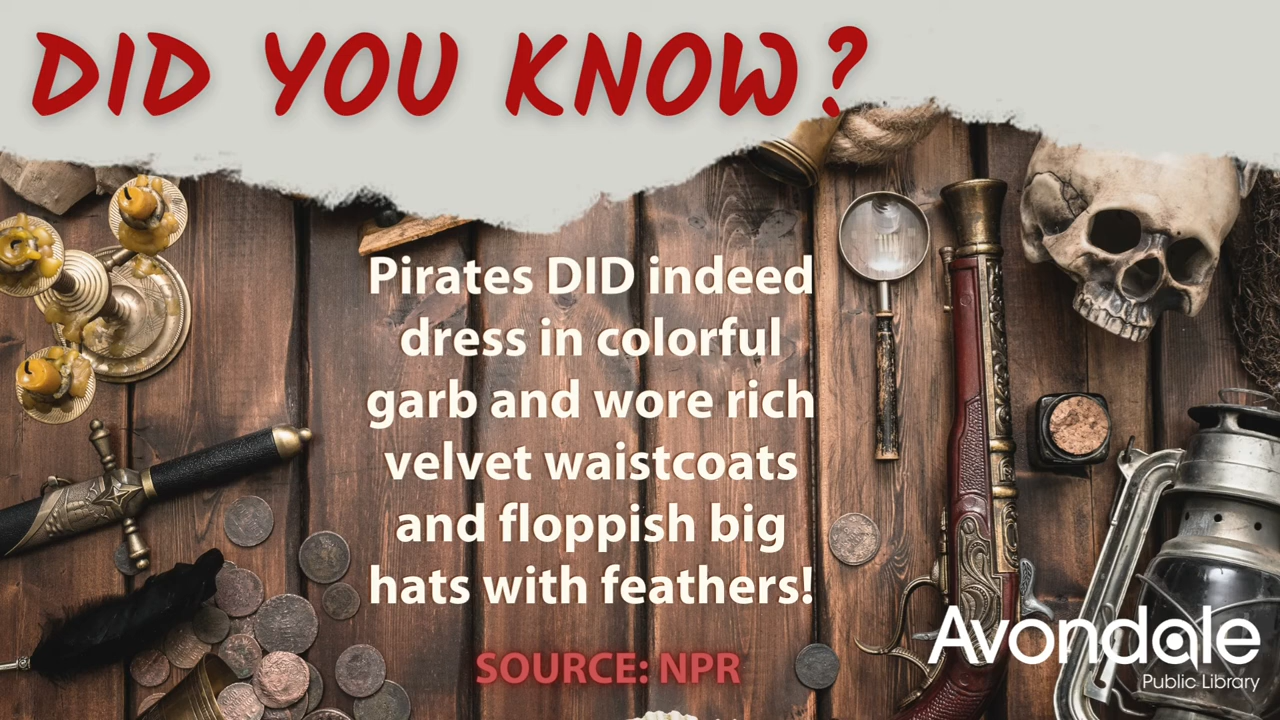 DID YOU KNOW?
Pirates DID indeed
dress in colorful
garb and wore rich
velvet waistcoats
and floppish big
hats with feathers!
SOURCE: NPR
Avondale
Public Library